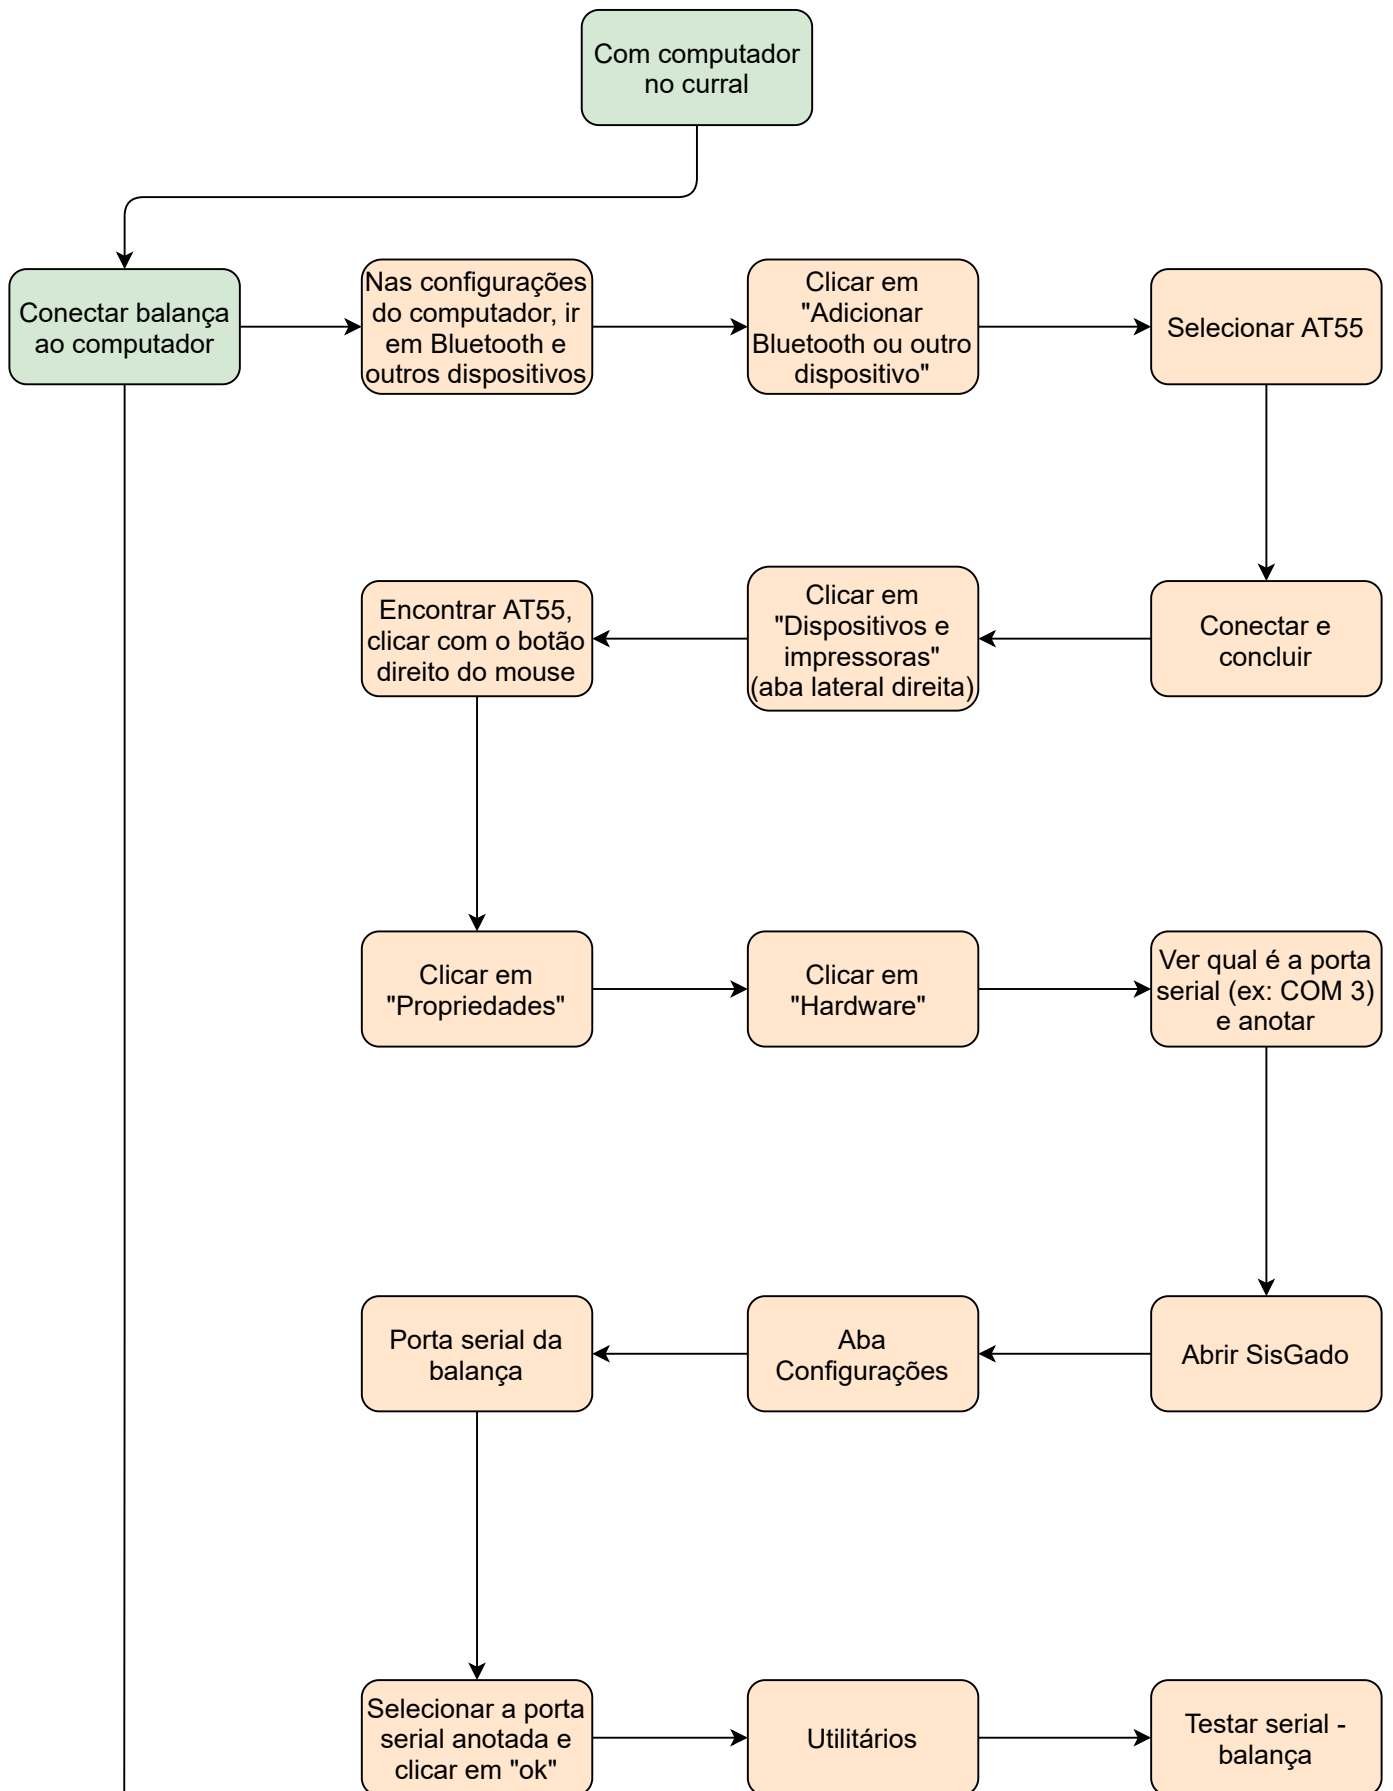 Com computador
no curral
Conectar balança
ao computador
Nas configurações
do computador, ir
em Bluetooth e
outros dispositivos
Clicar em
"Adicionar
Bluetooth ou outro
dispositivo"
Selecionar AT55
Encontrar AT55,
clicar com o botão
direito do mouse
Clicar em
"Dispositivos e
impressoras"
(aba lateral direita)
Conectar e
concluir
Clicar em
"Propriedades"
Clicar em
"Hardware"
Ver qual é a porta
serial (ex: COM 3)
e anotar
Porta serial da
balança
Aba
Configurações
Abrir SisGado
Selecionar a porta
serial anotada e
clicar em "ok"
Utilitários
Testar serial -
balança